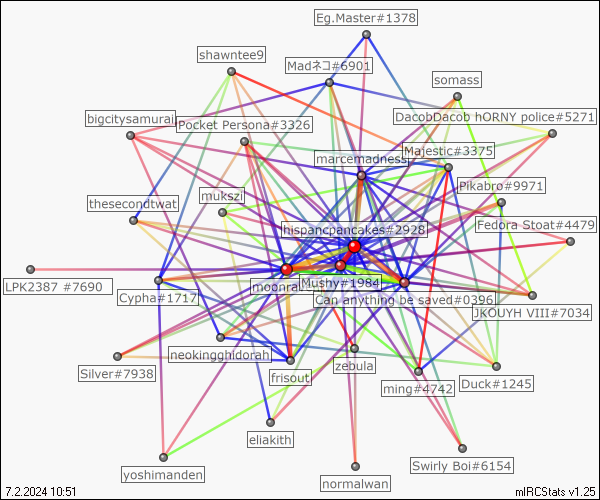 Eg.Master#1378
shawntee9
Madネコ#6901
somass
bigcitysamurai
Pocket Persona#3326
DacobDacob hORNY police#5271
marcemadness
Majestic#3375
Pikabro#9971
mukszi
thesecondtwat
hispancpancakes#2928
Fedora Stoat#4479
LPK2387 #7690
Cypha#1717
Mushy#1984
Can anything be saved#0396
JKOUYH VIII#7034
neokingghidorah
Silver#7938
frisout
zebula
ming#4742
Duck#1245
eliakith
yoshimanden
normalwan
Swirly Boi#6154
7.2.2024 10:51
mIRCStats v1.25